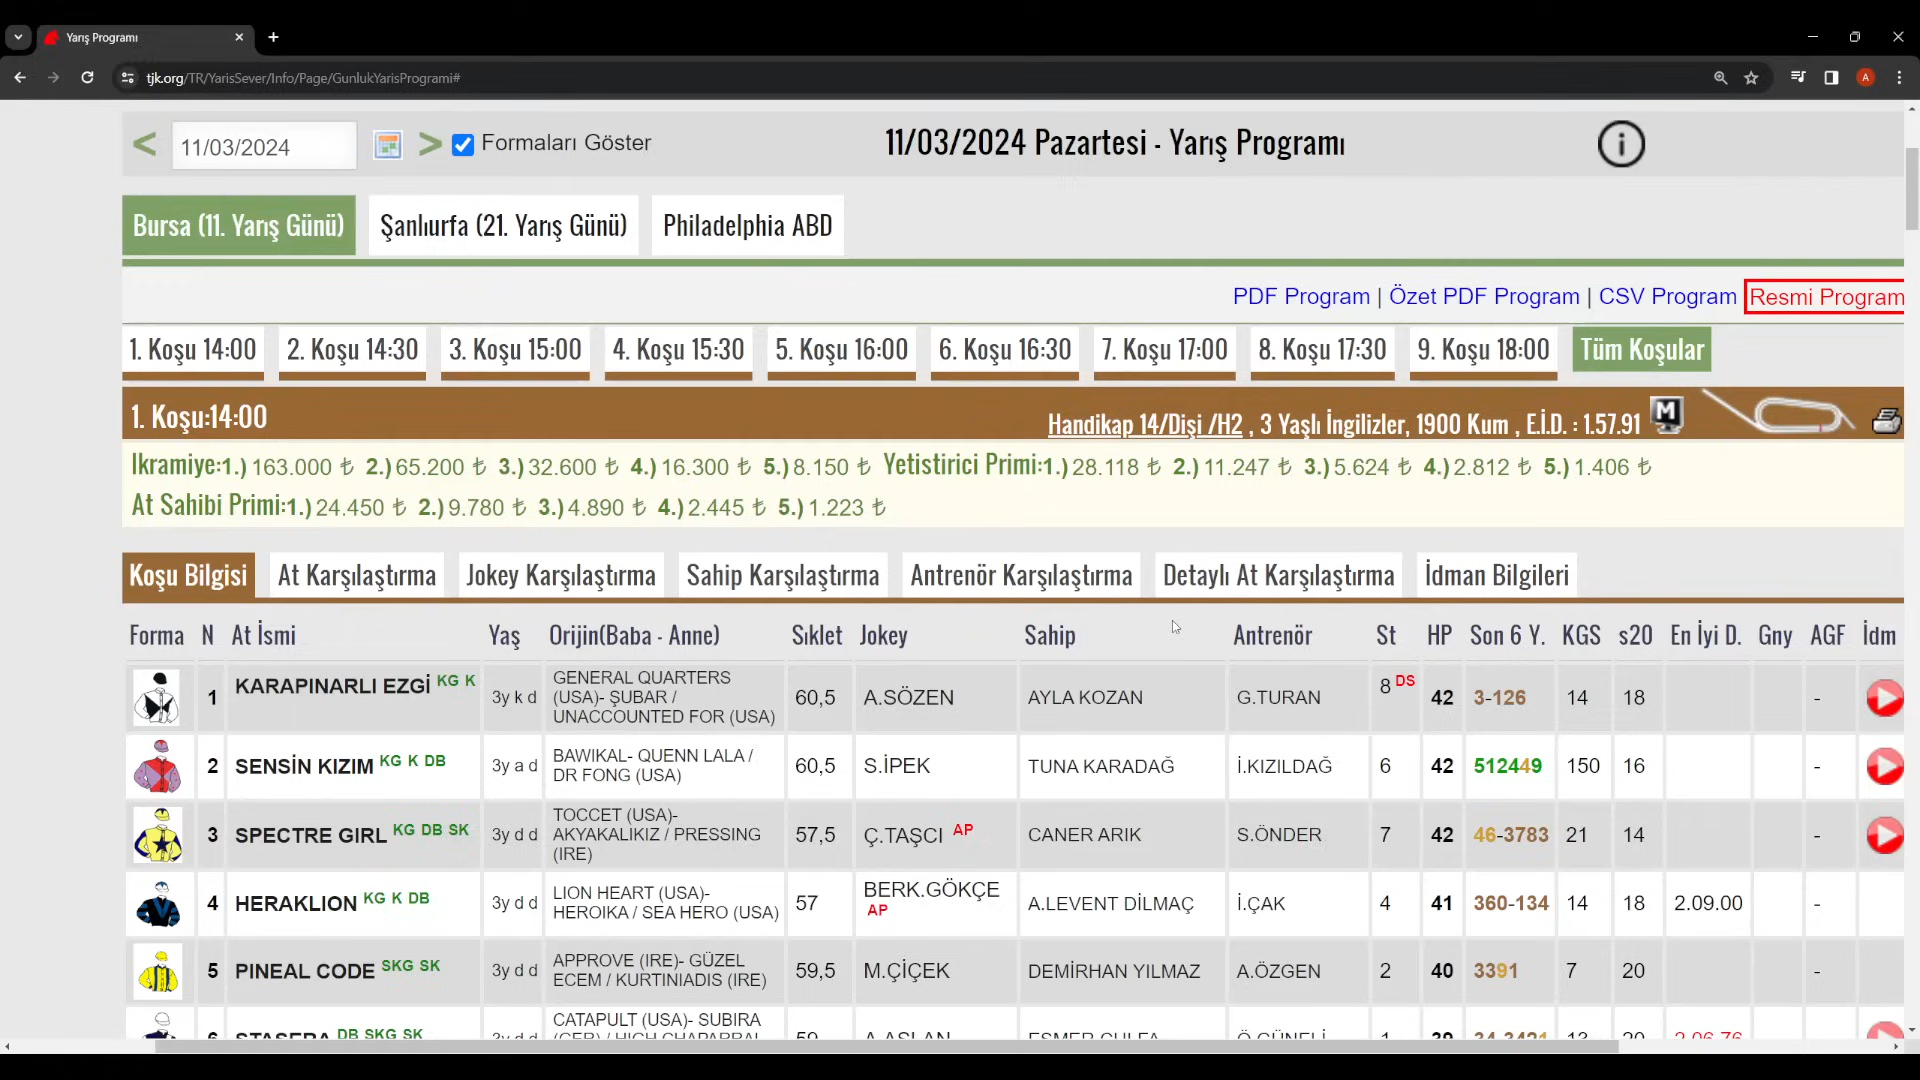 Yarış Programı
tjk.org/TR/YarisSever/Info/Page/GunlukYarisProgrami#
A
11/03/2024 Formaları Göster 11/03/2024 Pazartesi - Yarış Programı
Bursa (11. Yarış Günü) Şanlıurfa (21. Yarış Günü) Philadelphia ABD
PDF Program | Özet PDF Program | CSV Program Resmi Program
1. Koşu 14:00 2. Koşu 14:30 3. Koşu 15:00 4. Koşu 15:30 5. Koşu 16:00 6. Koşu 16:30 7. Koşu 17:00 8. Koşu 17:30 9. Koşu 18:00 Tüm Koşular
1. Koşu:14:00 Handikap 14/Dişi /H2 , 3 Yaşlı İngilizler, 1900 Kum , E.İ.D. : 1.57.91 M
Ikramiye:1.) 163.000 ₺ 2.) 65.200 ₺ 3.) 32.600 ₺ 4.) 16.300 ₺ 5.) 8.150 ₺ Yetistirici Primi:1.) 28.118 ₺ 2.) 11.247 ₺ 3.) 5.624 ₺ 4.) 2.812 ₺ 5.) 1.406 ₺
At Sahibi Primi:1.) 24.450 ₺ 2.) 9.780 ₺ 3.) 4.890 ₺ 4.) 2.445 ₺ 5.) 1.223 ₺
Koşu Bilgisi At Karşılaştırma Jokey Karşılaştırma Sahip Karşılaştırma Antrenör Karşılaştırma Detaylı At Karşılaştırma İdman Bilgileri
Forma N At İsmi Yaş Orijin(Baba - Anne) Sıklet Jokey Sahip Antrenör St HP Son 6 Y. KGS s20 En İyi D. Gny AGF İdm
1 KARAPINARLI EZGİ KG K 3y k d GENERAL QUARTERS (USA)- ŞUBAR / UNACCOUNTED FOR (USA) 60,5 A.SÖZEN AYLA KOZAN G.TURAN 8 DS 42 3-126 14 18 -
2 SENSİN KIZIM KG K DB 3y a d BAWIKAL- QUENN LALA / DR FONG (USA) 60,5 S.İPEK TUNA KARADAĞ İ.KIZILDAĞ 6 42 512449 150 16 -
3 SPECTRE GIRL KG DB SK 3y d d TOCCET (USA)- AKYAKALIKIZ / PRESSING (IRE) 57,5 Ç.TAŞCI AP CANER ARIK S.ÖNDER 7 42 46-3783 21 14 -
4 HERAKLION KG K DB 3y d d LION HEART (USA)- HEROIKA / SEA HERO (USA) 57 BERK.GÖKÇE AP A.LEVENT DİLMAÇ İ.ÇAK 4 41 360-134 14 18 2.09.00 -
5 PINEAL CODE SKG SK 3y d d APPROVE (IRE)- GÜZEL ECEM / KURTINIADIS (IRE) 59,5 M.ÇİÇEK DEMİRHAN YILMAZ A.ÖZGEN 2 40 3391 7 20 -
STASERA DB SKG SK CATAPULT (USA)- SUBIRA A.ASLAN